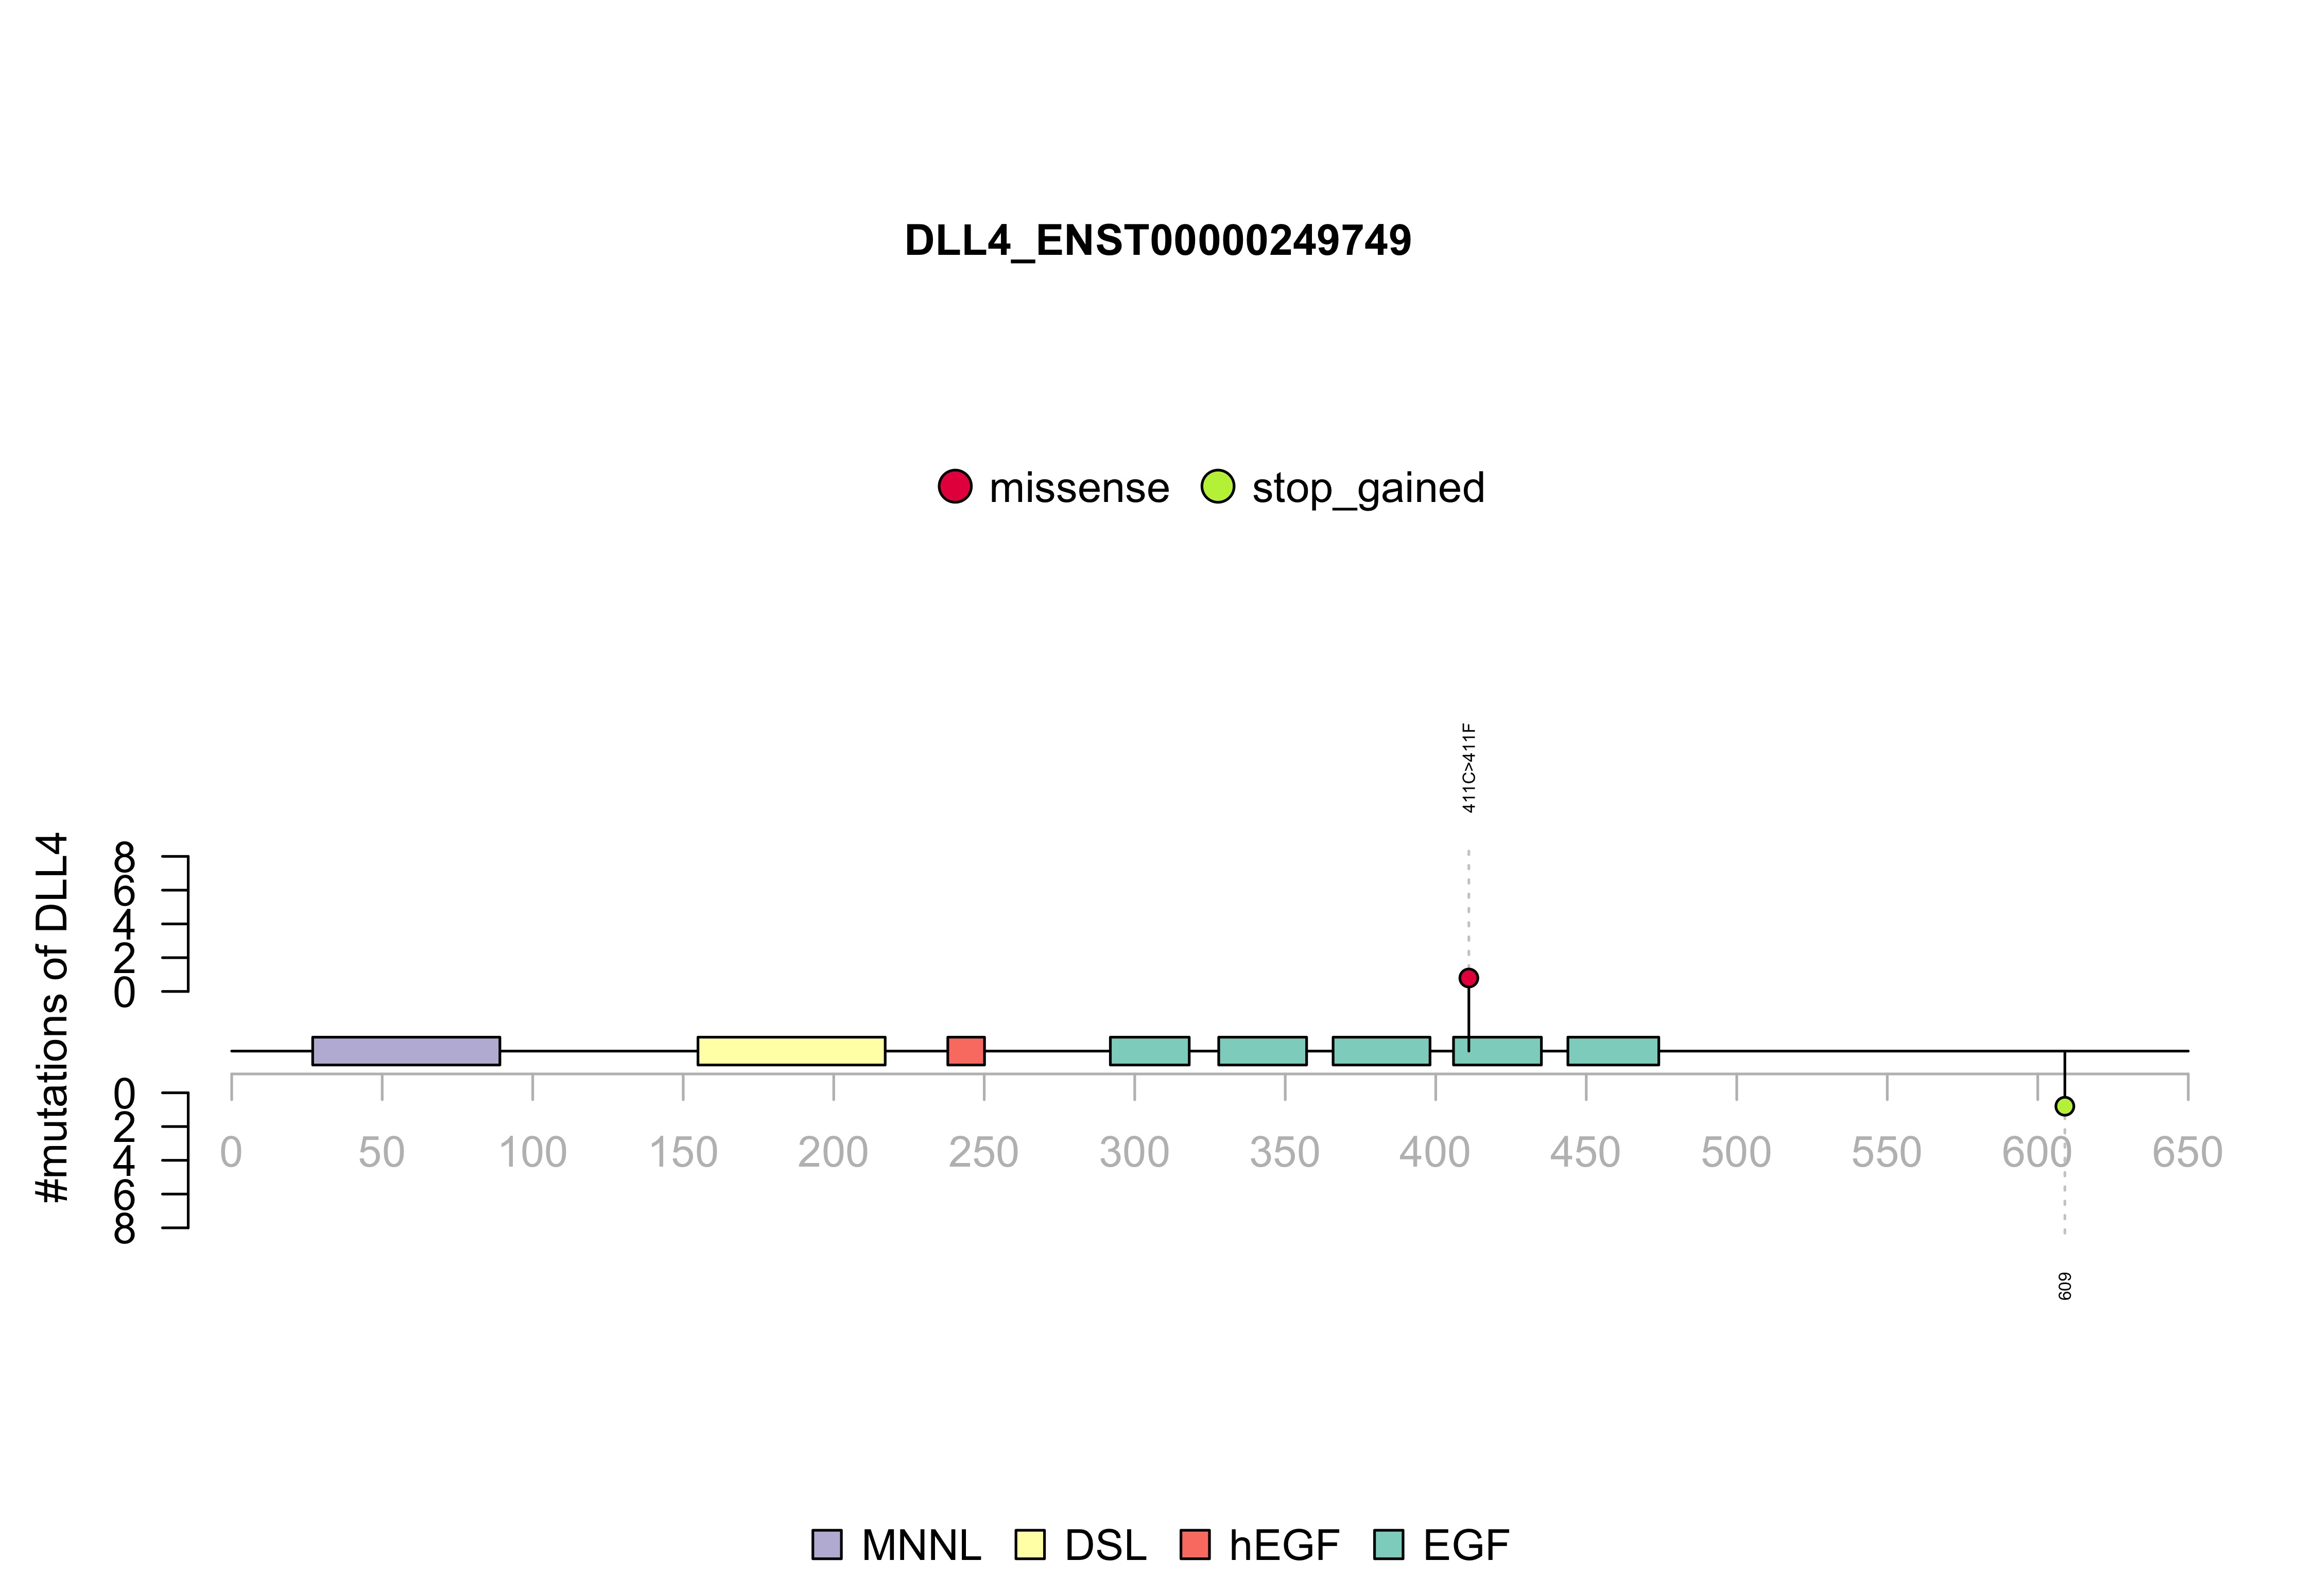 DLL4_ENST00000249749
missense stop_gained
411C>411F
#mutations of DLL4
8
6
4
2
0
0
2
4
6
8
0 50 100 150 200 250 300 350 400 450 500 550 600 650
609
MNNL DSL hEGF EGF